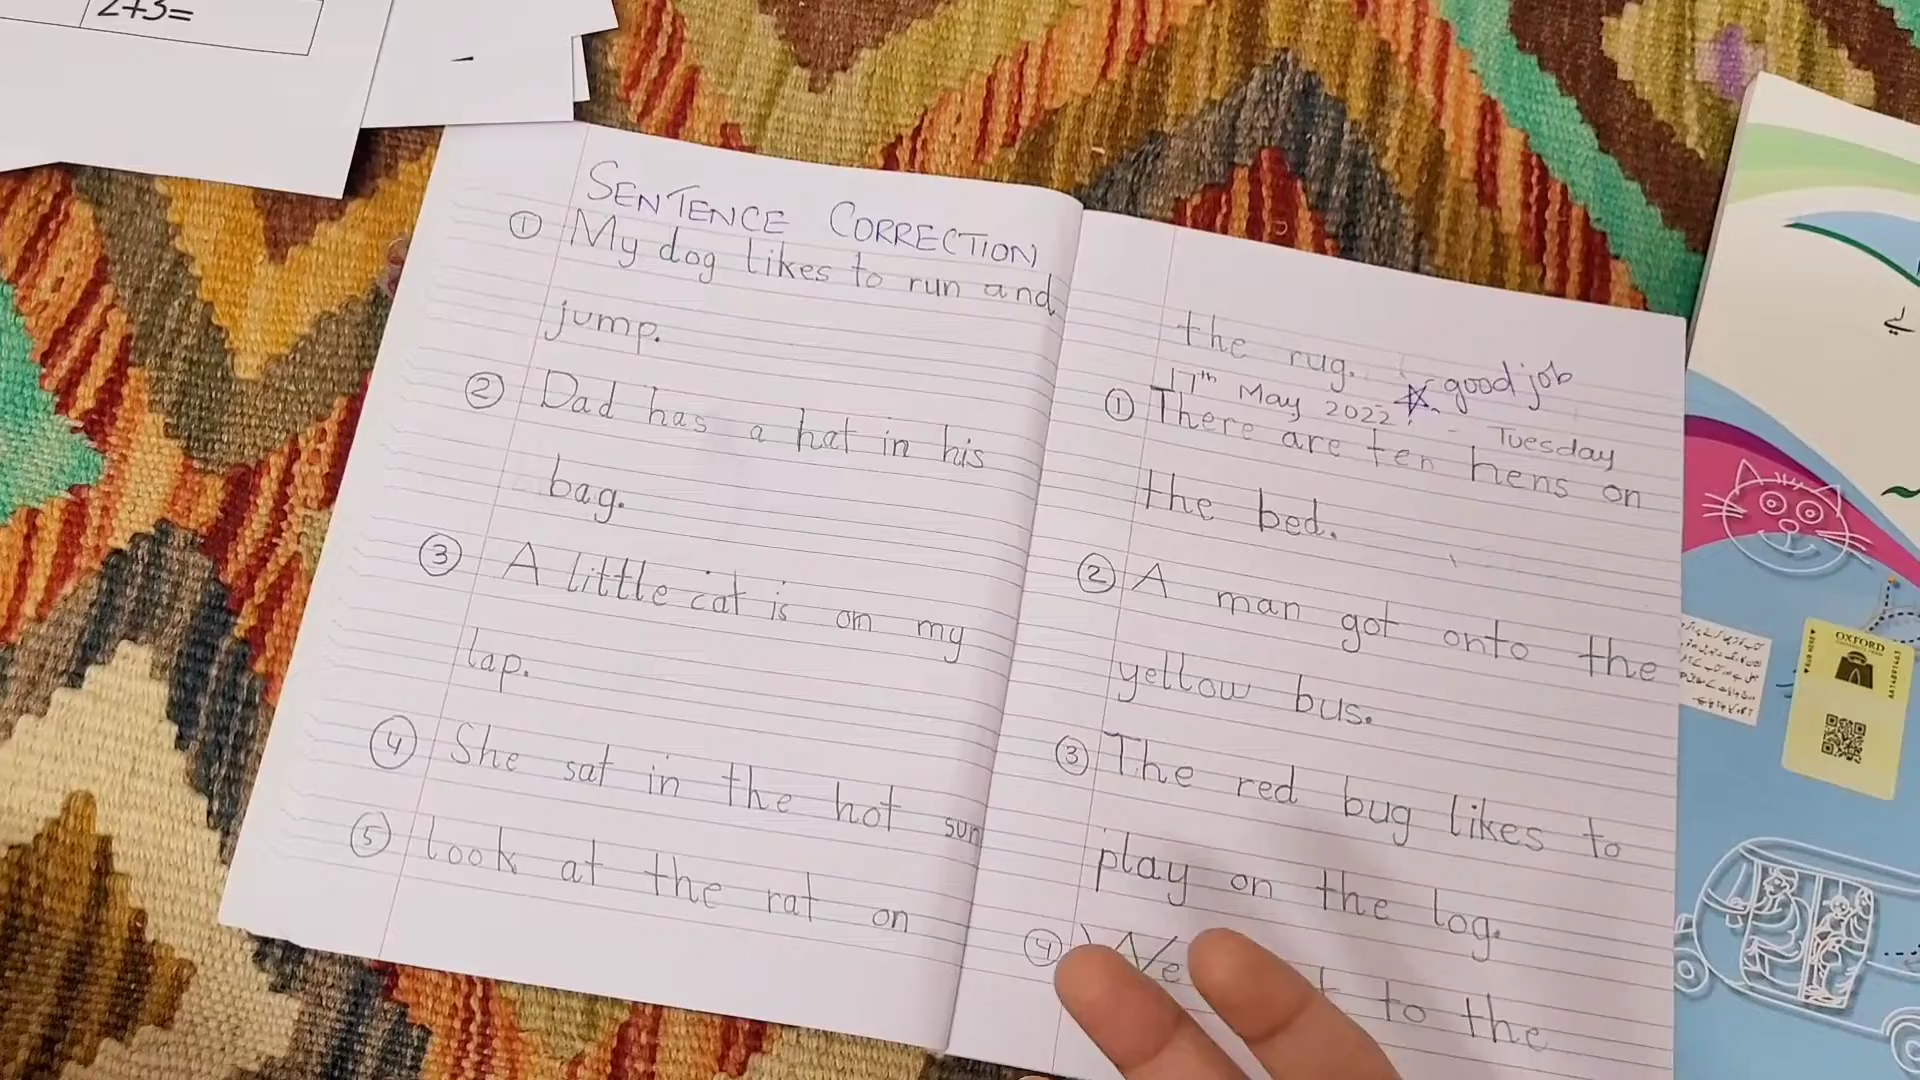 2+3=
SENTENCE CORRECTION
① My dog likes to run and
jump.
② Dad has a hat in his
bag.
③ A little cat is on my
lap.
④ She sat in the hot sun
⑤ look at the rat on
the rug.
good job
17th May 2022
Tuesday
① There are ten hens on
the bed.
② A man got onto the
yellow bus.
③ The red bug likes to
play on the log.
④ We to the
OXFORD